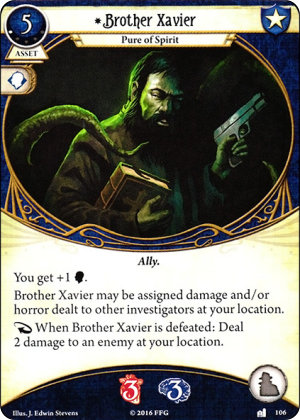 5
Brother Xavier
ASSET
Pure of Spirit
Ally.
You get +1 .
Brother Xavier may be assigned damage and/or
horror dealt to other investigators at your location.
When Brother Xavier is defeated: Deal
2 damage to an enemy at your location.
3 3
Illus. J. Edwin Stevens
© 2016 FFG
106